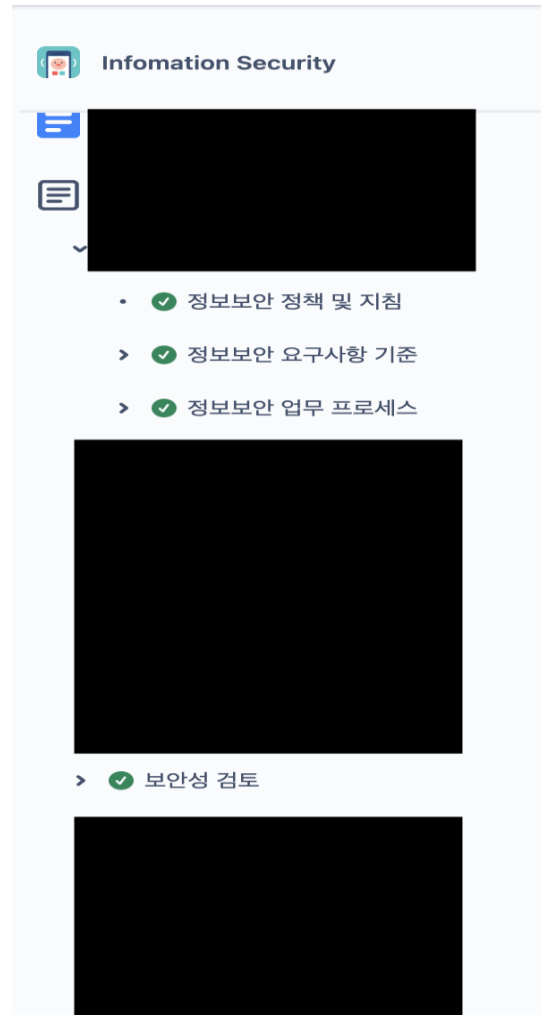 Infomation Security
정보보안 정책 및 지침
정보보안 요구사항 기준
정보보안 업무 프로세스
보안성 검토